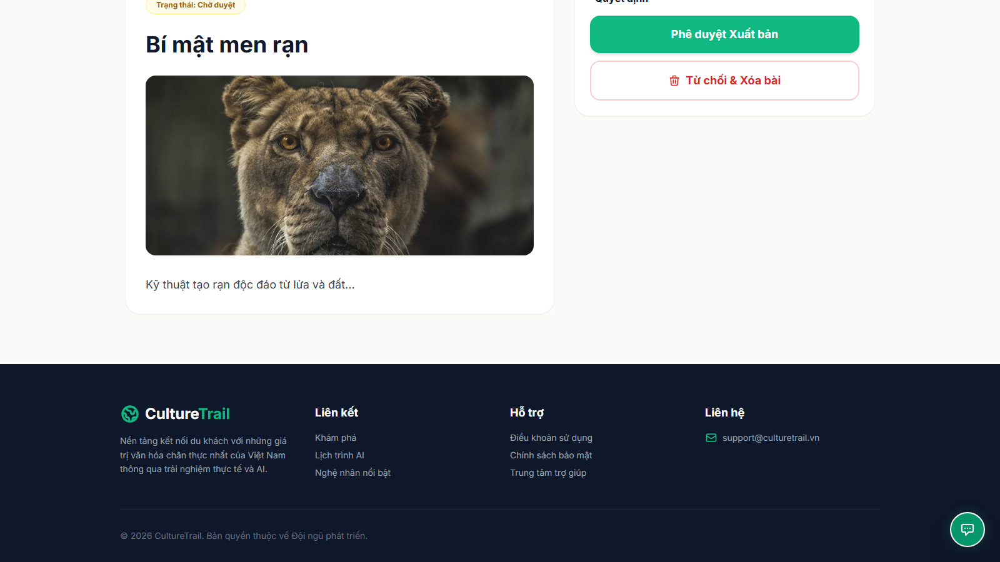 Trạng thái: Chờ duyệt
Bí mật men rạn
Kỹ thuật tạo rạn độc đáo từ lửa và đất...
Quyết định
Phê duyệt Xuất bản
Từ chối & Xóa bài
CultureTrail
Nền tảng kết nối du khách với những giá
trị văn hóa chân thực nhất của Việt Nam
thông qua trải nghiệm thực tế và AI.
Liên kết
Khám phá
Lịch trình AI
Nghệ nhân nổi bật
Hỗ trợ
Điều khoản sử dụng
Chính sách bảo mật
Trung tâm trợ giúp
Liên hệ
support@culturetrail.vn
© 2026 CultureTrail. Bản quyền thuộc về Đội ngũ phát triển.